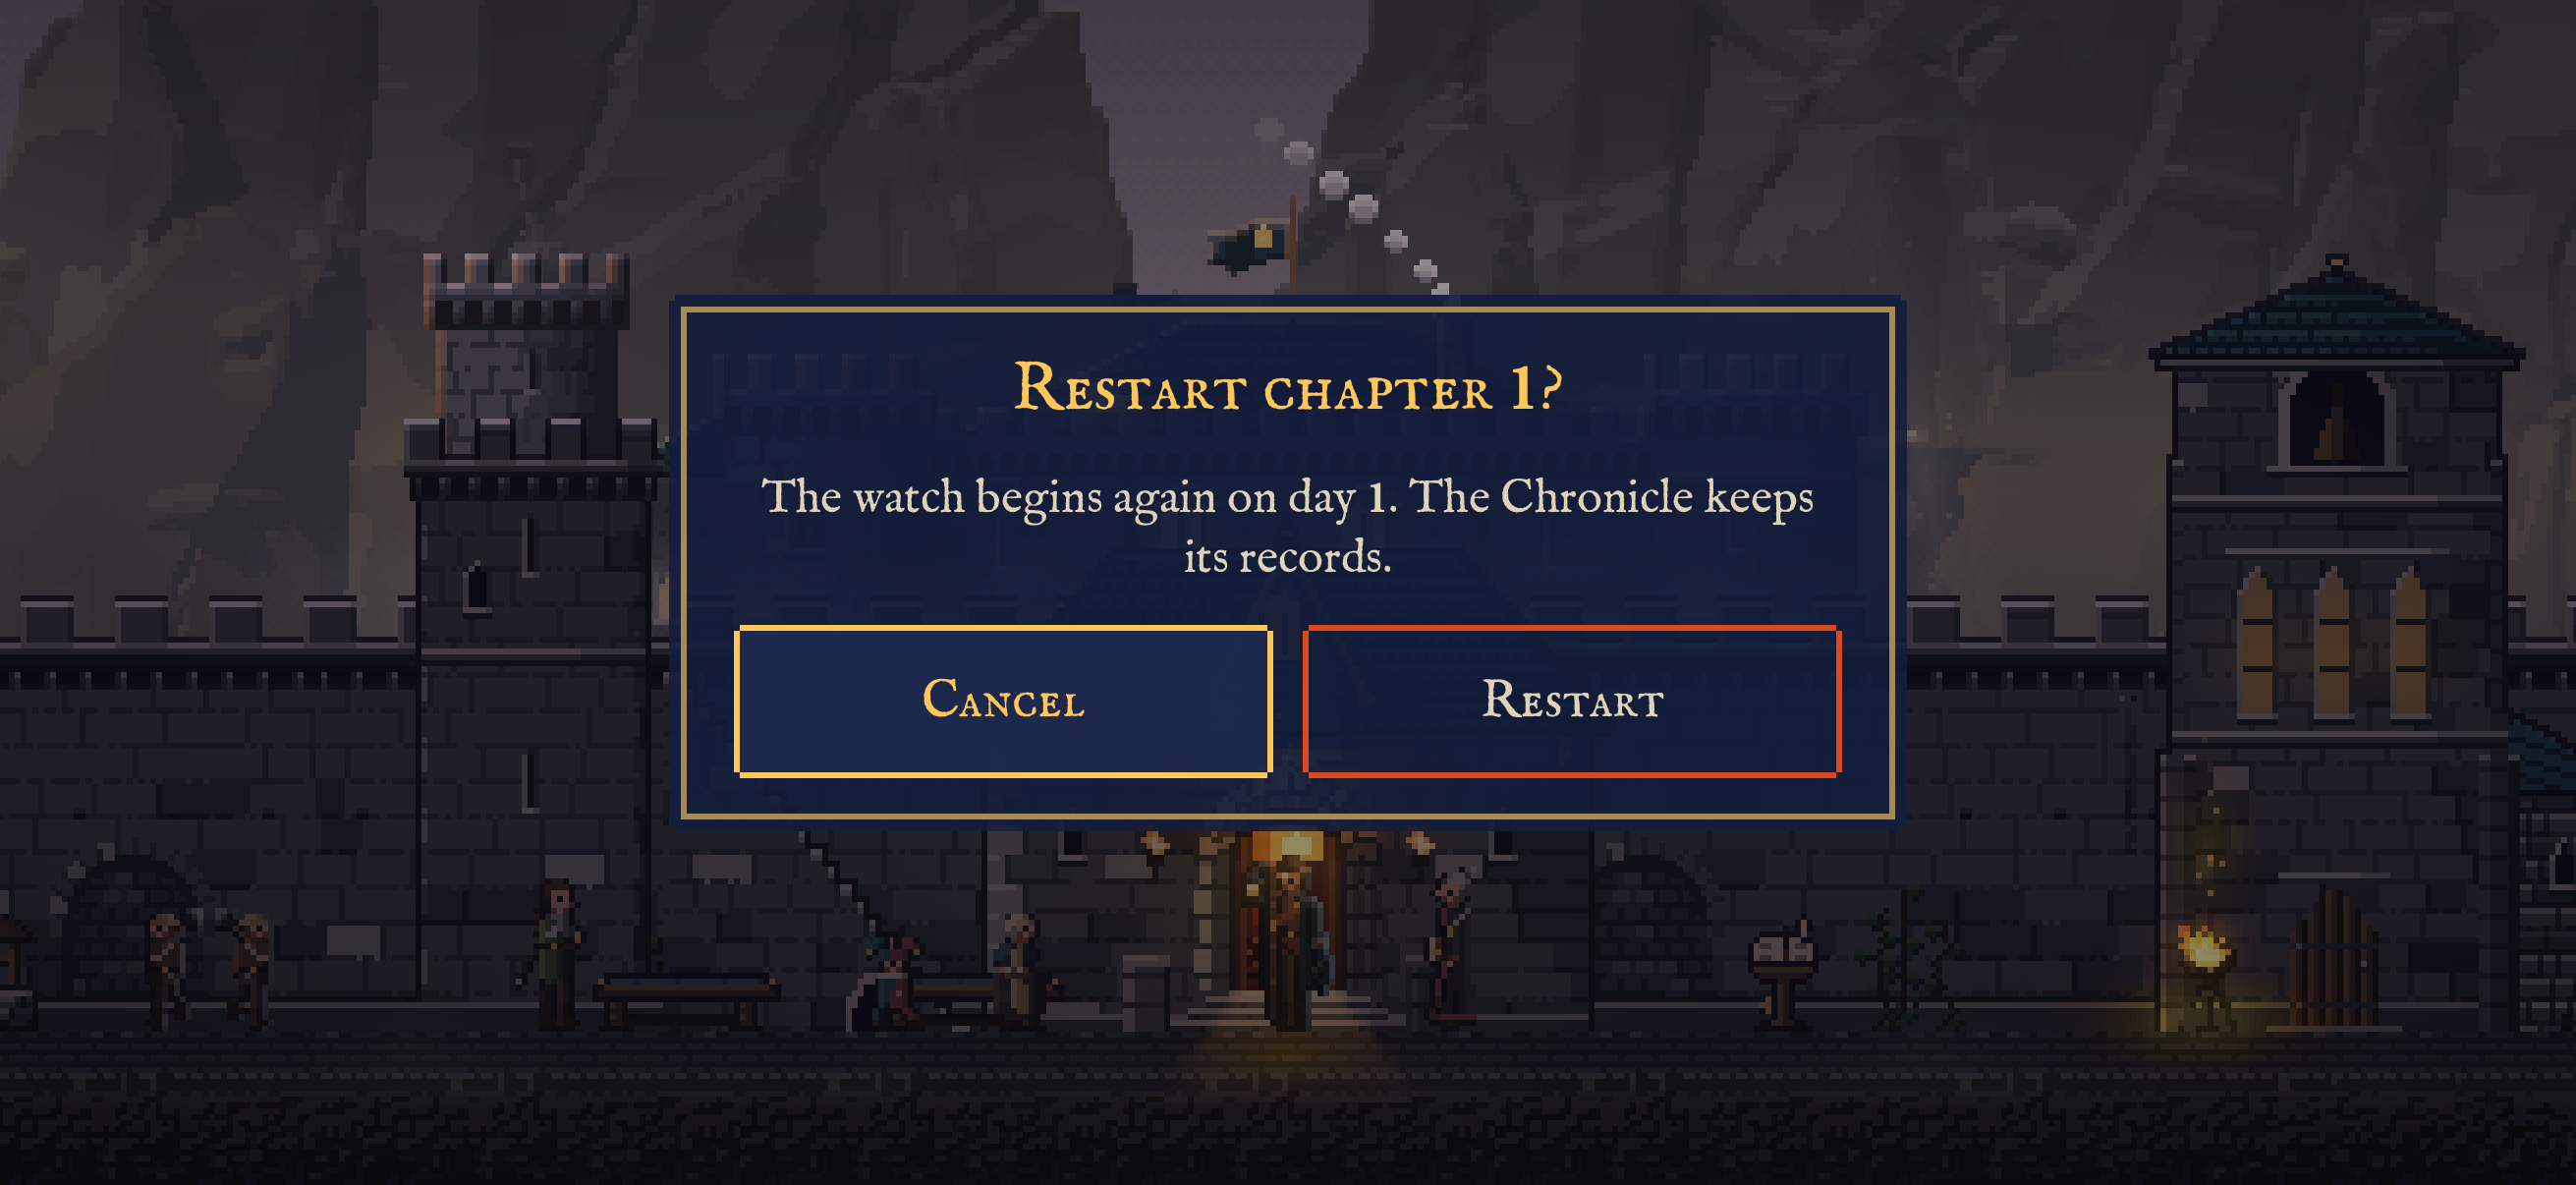 Restart chapter 1?
The watch begins again on day 1. The Chronicle keeps
its records.
Cancel
Restart